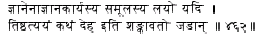 ज्ञानेनाज्ञानकार्यस्य समूलस्य लयो यदि ।
तिष्ठत्ययं कथं देह इति शङ्कावतो जडान् ॥ ४६२॥